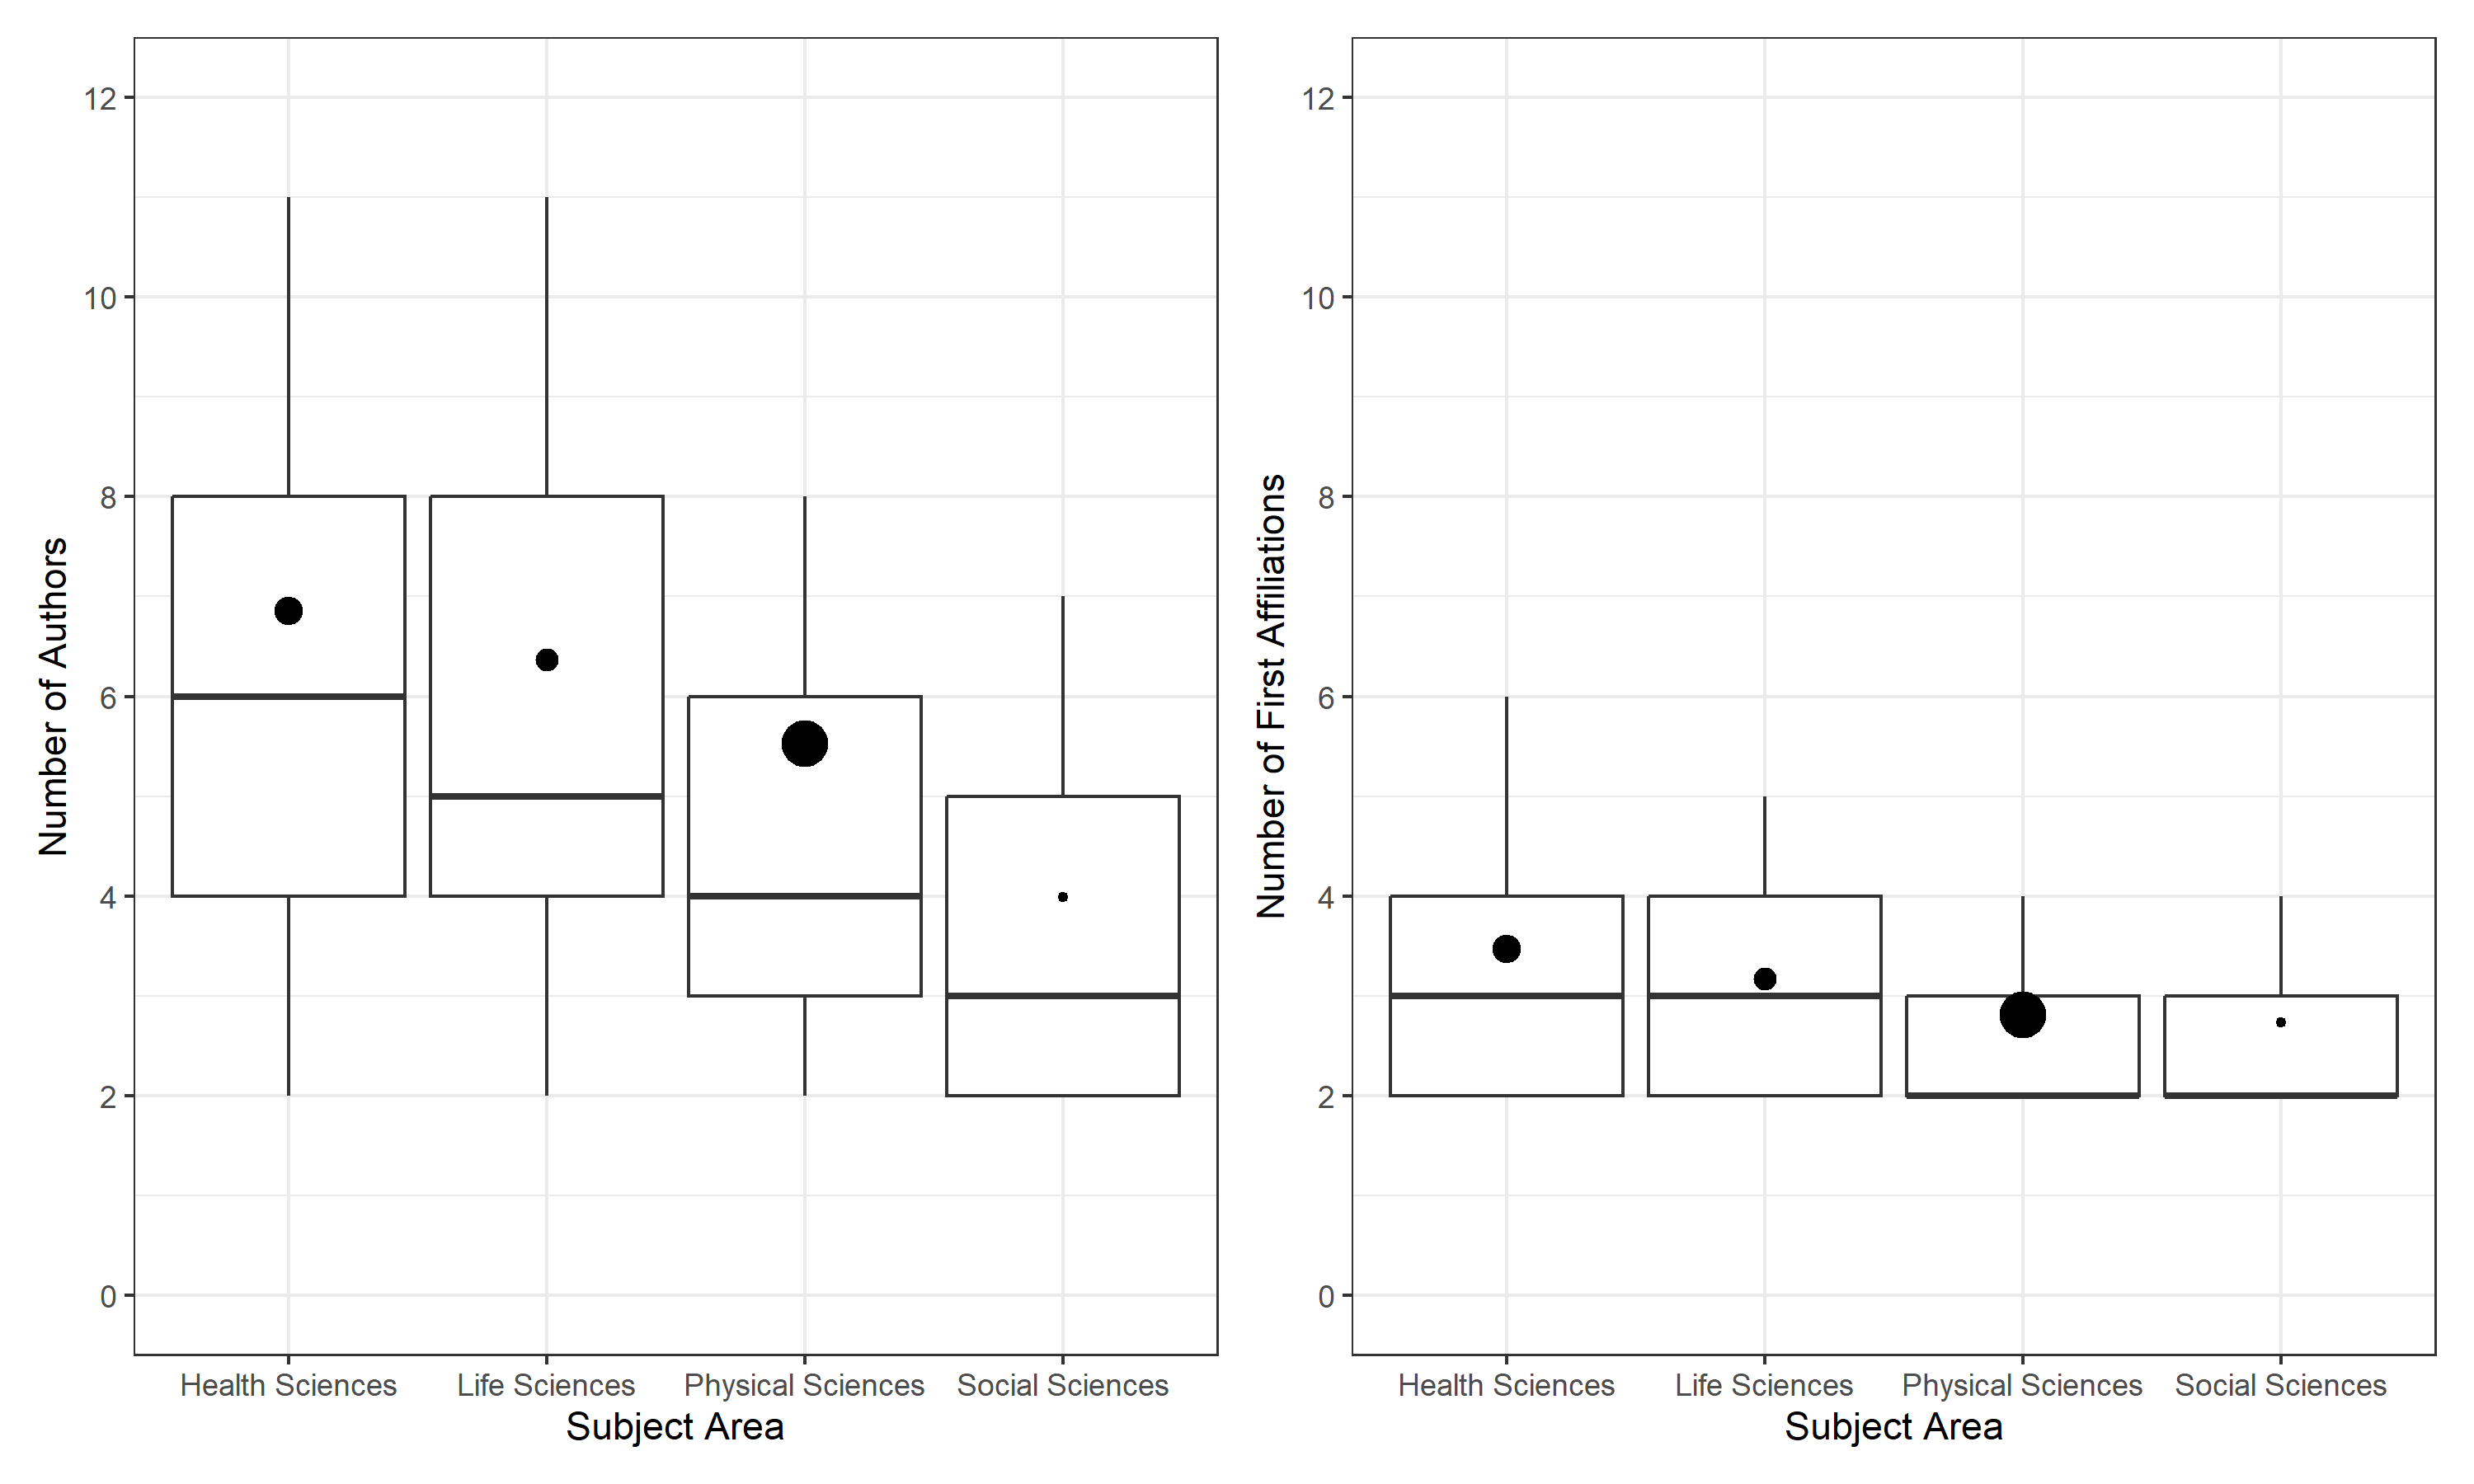 Number of Authors
12
10
8
6
4
2
0
Health Sciences Life Sciences Physical Sciences Social Sciences
Subject Area
Number of First Affiliations
12
10
8
6
4
2
0
Health Sciences Life Sciences Physical Sciences Social Sciences
Subject Area